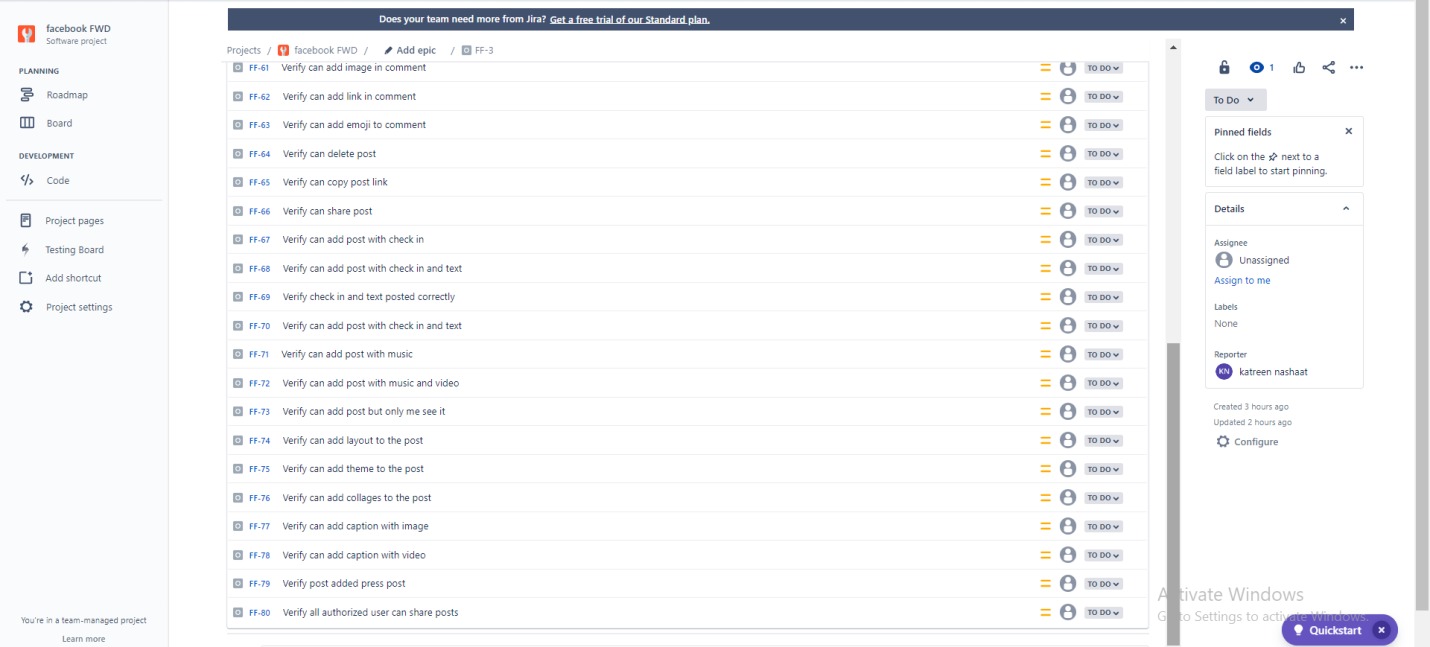 Does your team need more from Jira? Get a free trial of our Standard plan.
facebook FWD
Software project
PLANNING
Roadmap
Board
DEVELOPMENT
Code
Project pages
Testing Board
Add shortcut
Project settings
You're in a team-managed project
Learn more
Projects / facebook FWD / Add epic / FF-3
FF-61 Verify can add image in comment TO DO
FF-62 Verify can add link in comment TO DO
FF-63 Verify can add emoji to comment TO DO
FF-64 Verify can delete post TO DO
FF-65 Verify can copy post link TO DO
FF-66 Verify can share post TO DO
FF-67 Verify can add post with check in TO DO
FF-68 Verify can add post with check in and text TO DO
FF-69 Verify check in and text posted correctly TO DO
FF-70 Verify can add post with check in and text TO DO
FF-71 Verify can add post with music TO DO
FF-72 Verify can add post with music and video TO DO
FF-73 Verify can add post but only me see it TO DO
FF-74 Verify can add layout to the post TO DO
FF-75 Verify can add theme to the post TO DO
FF-76 Verify can add collages to the post TO DO
FF-77 Verify can add caption with image TO DO
FF-78 Verify can add caption with video TO DO
FF-79 Verify post added press post TO DO
FF-80 Verify all authorized user can share posts TO DO
1
To Do
Pinned fields
Click on the next to a
field label to start pinning.
Details
Assignee
Unassigned
Assign to me
Labels
None
Reporter
KN katreen nashaat
Created 3 hours ago
Updated 2 hours ago
Configure
Activate Windows
Go to Settings to activate Windows.
Quickstart